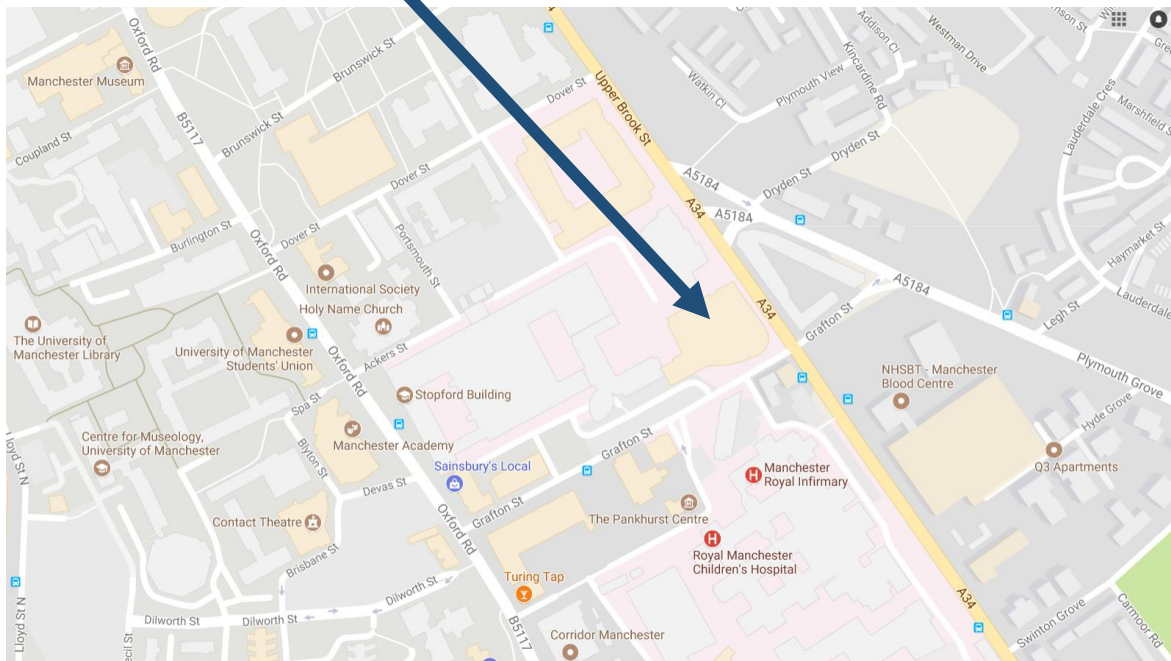 Oxford Rd
Brunswick St
Upper Brook St
Addison Cl
Westman Drive
Manchester Museum
Kincardine Rd
Watkin Cl
Plymouth View
Lauderdale Cres
B5117
Dover St
Coupland St
Brunswick St
Dryden St
Dover St
A5184
Dryden St
A34
A5184
Haymarket St
Burlington St
Oxford Rd
Dover St
Portsmouth St
International Society
A5184
Holy Name Church
A34
Grafton St
Legh St
Lauderdale
The University of
Manchester Library
University of Manchester
Students' Union
Ackers St
Oxford Rd
Plymouth Grove
NHSBT - Manchester
Blood Centre
Stopford Building
Spa St
Hyde Grove
Lloyd St N
Centre for Museology,
University of Manchester
Blyton St
Manchester Academy
Grafton St
Sainsbury's Local
Manchester
Royal Infirmary
Q3 Apartments
Devas St
Oxford Rd
Grafton St
Contact Theatre
The Pankhurst Centre
Brisbane St
Royal Manchester
Children's Hospital
Turing Tap
Dilworth St
A34
Carmoor Rd
Lloyd St N
Dilworth St
Dilworth St
B5117
Corridor Manchester
Swinton Grove